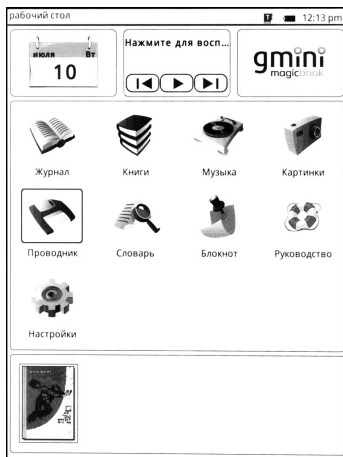 рабочий стол 12:13 pm
июля Вт
10
Нажмите для восп...
gmini
magicbook
Журнал Книги Музыка Картинки
Проводник Словарь Блокнот Руководство
Настройки